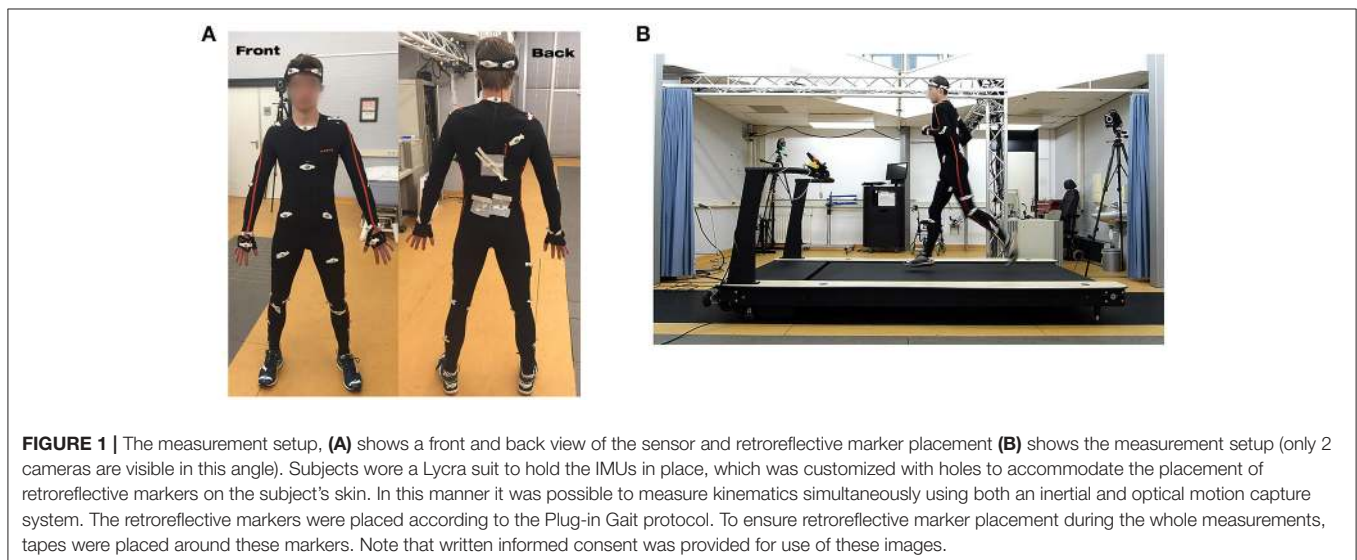 A
Front
Back
B
FIGURE 1 | The measurement setup, (A) shows a front and back view of the sensor and retroreflective marker placement (B) shows the measurement setup (only 2
cameras are visible in this angle). Subjects wore a Lycra suit to hold the IMUs in place, which was customized with holes to accommodate the placement of
retroreflective markers on the subject's skin. In this manner it was possible to measure kinematics simultaneously using both an inertial and optical motion capture
system. The retroreflective markers were placed according to the Plug-in Gait protocol. To ensure retroreflective marker placement during the whole measurements,
tapes were placed around these markers. Note that written informed consent was provided for use of these images.